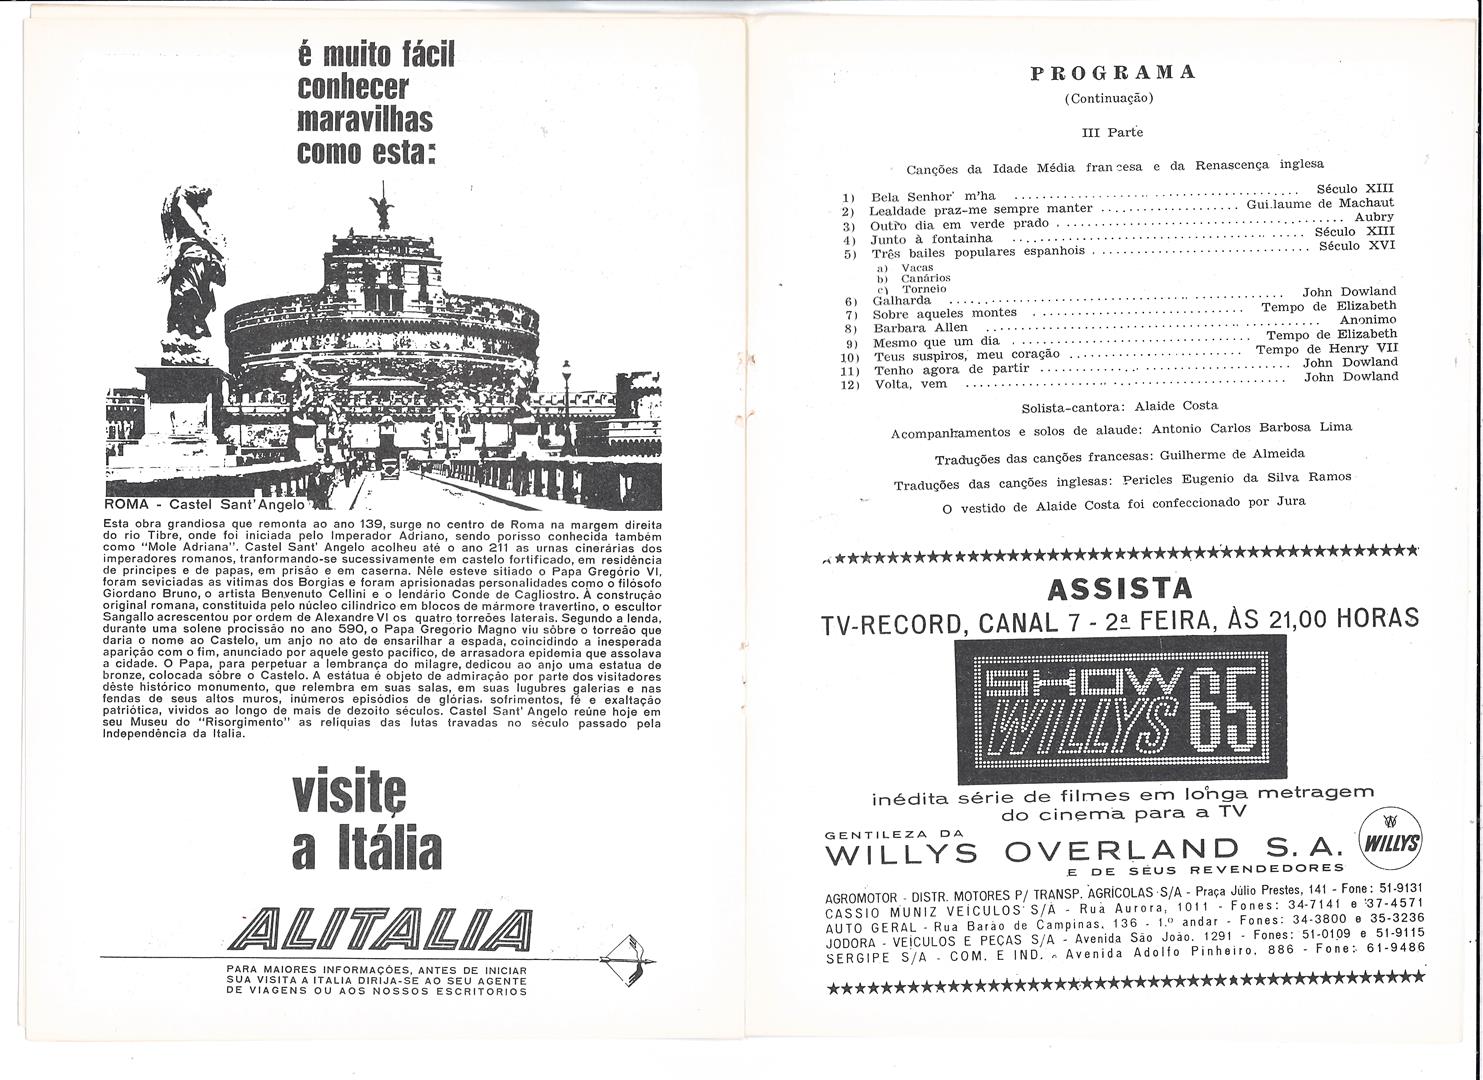 é muito fácil
conhecer
maravilhas
como esta:
ROMA - Castel Sant'Angelo
Esta obra grandiosa que remonta ao ano 139, surge no centro de Roma na margem direita
do rio Tibre, onde foi iniciada pelo Imperador Adriano, sendo porisso conhecida também
como "Mole Adriana". Castel Sant' Angelo acolheu até o ano 211 as urnas cinerárias dos
imperadores romanos, tranformando-se sucessivamente em castelo fortificado, em residência
de principes e de papas, em prisão e em caserna. Nêle esteve sitiado o Papa Gregório VI,
foram seviciadas as vitimas dos Borgias e foram aprisionadas personalidades como o filósofo
Giordano Bruno, o artista Benvenuto Cellini e o lendário Conde de Cagliostro. À construção
original romana, constituida pelo núcleo cilindrico em blocos de mármore travertino, o escultor
Sangallo acrescentou por ordem de Alexandre VI os quatro torreões laterais. Segundo a lenda,
durante uma solene procissão no ano 590, o Papa Gregorio Magno viu sôbre o torreão que
daria o nome ao Castelo, um anjo no ato de ensarilhar a espada, coincidindo a inesperada
aparição com o fim, anunciado por aquele gesto pacifico, de arrasadora epidemia que assolava
a cidade. O Papa, para perpetuar a lembrança do milagre, dedicou ao anjo uma estatua de
bronze, colocada sôbre o Castelo. A estátua é objeto de admiração por parte dos visitadores
dêste histórico monumento, que relembra em suas salas, em suas lugubres galerias e nas
fendas de seus altos muros, inúmeros episódios de glórias, sofrimentos, fé e exaltação
patriótica, vividos ao longo de mais de dezoito séculos. Castel Sant' Angelo reúne hoje em
seu Museu do "Risorgimento" as reliquias das lutas travadas no século passado pela
Independência da Italia.
visite
a Itália
ALITALIA
PARA MAIORES INFORMAÇÕES, ANTES DE INICIAR
SUA VISITA A ITALIA DIRIJA-SE AO SEU AGENTE
DE VIAGENS OU AOS NOSSOS ESCRITORIOS
PROGRAMA
(Continuação)
III Parte
Canções da Idade Média francesa e da Renascença inglesa
1) Bela Senhor' m'ha ........ Século XIII
2) Lealdade praz-me sempre manter ........ Gui.laume de Machaut
3) Outro dia em verde prado ........ Aubry
4) Junto à fontainha ........ Século XIII
5) Três bailes populares espanhois ........ Século XVI
a) Vacas
b) Canários
c) Torneio
6) Galharda ........ John Dowland
7) Sobre aqueles montes ........ Tempo de Elizabeth
8) Barbara Allen ........ Anonimo
9) Mesmo que um dia ........ Tempo de Elizabeth
10) Teus suspiros, meu coração ........ Tempo de Henry VII
11) Tenho agora de partir ........ John Dowland
12) Volta, vem ........ John Dowland
Solista-cantora: Alaide Costa
Acompanhamentos e solos de alaude: Antonio Carlos Barbosa Lima
Traduções das canções francesas: Guilherme de Almeida
Traduções das canções inglesas: Pericles Eugenio da Silva Ramos
O vestido de Alaide Costa foi confeccionado por Jura
ASSISTA
TV-RECORD, CANAL 7 - 2ª FEIRA, ÀS 21,00 HORAS
SHOW
WILLYS 65
inédita série de filmes em longa metragem
do cinema para a TV
GENTILEZA DA
WILLYS OVERLAND S. A.
E DE SEUS REVENDEDORES
W
WILLYS
AGROMOTOR - DISTR. MOTORES P/ TRANSP. AGRÍCOLAS S/A - Praça Júlio Prestes, 141 - Fone: 51-9131
CASSIO MUNIZ VEÍCULOS S/A - Rua Aurora, 1011 - Fones: 34-7141 e 37-4571
AUTO GERAL - Rua Barão de Campinas, 136 - 1.º andar - Fones: 34-3800 e 35-3236
JODORA - VEÍCULOS E PEÇAS S/A - Avenida São João, 1291 - Fones: 51-0109 e 51-9115
SERGIPE S/A - COM. E IND. - Avenida Adolfo Pinheiro, 886 - Fone: 61-9486